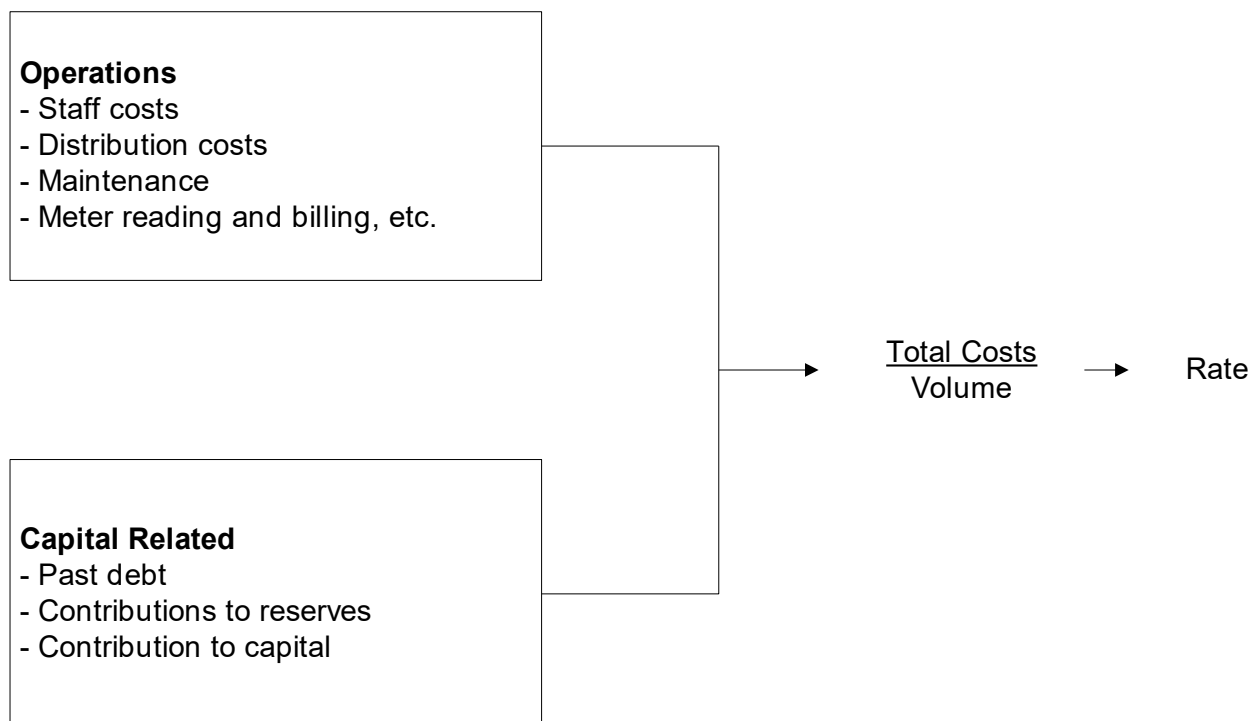 Operations
- Staff costs
- Distribution costs
- Maintenance
- Meter reading and billing, etc.
Total Costs
Volume
Rate
Capital Related
- Past debt
- Contributions to reserves
- Contribution to capital